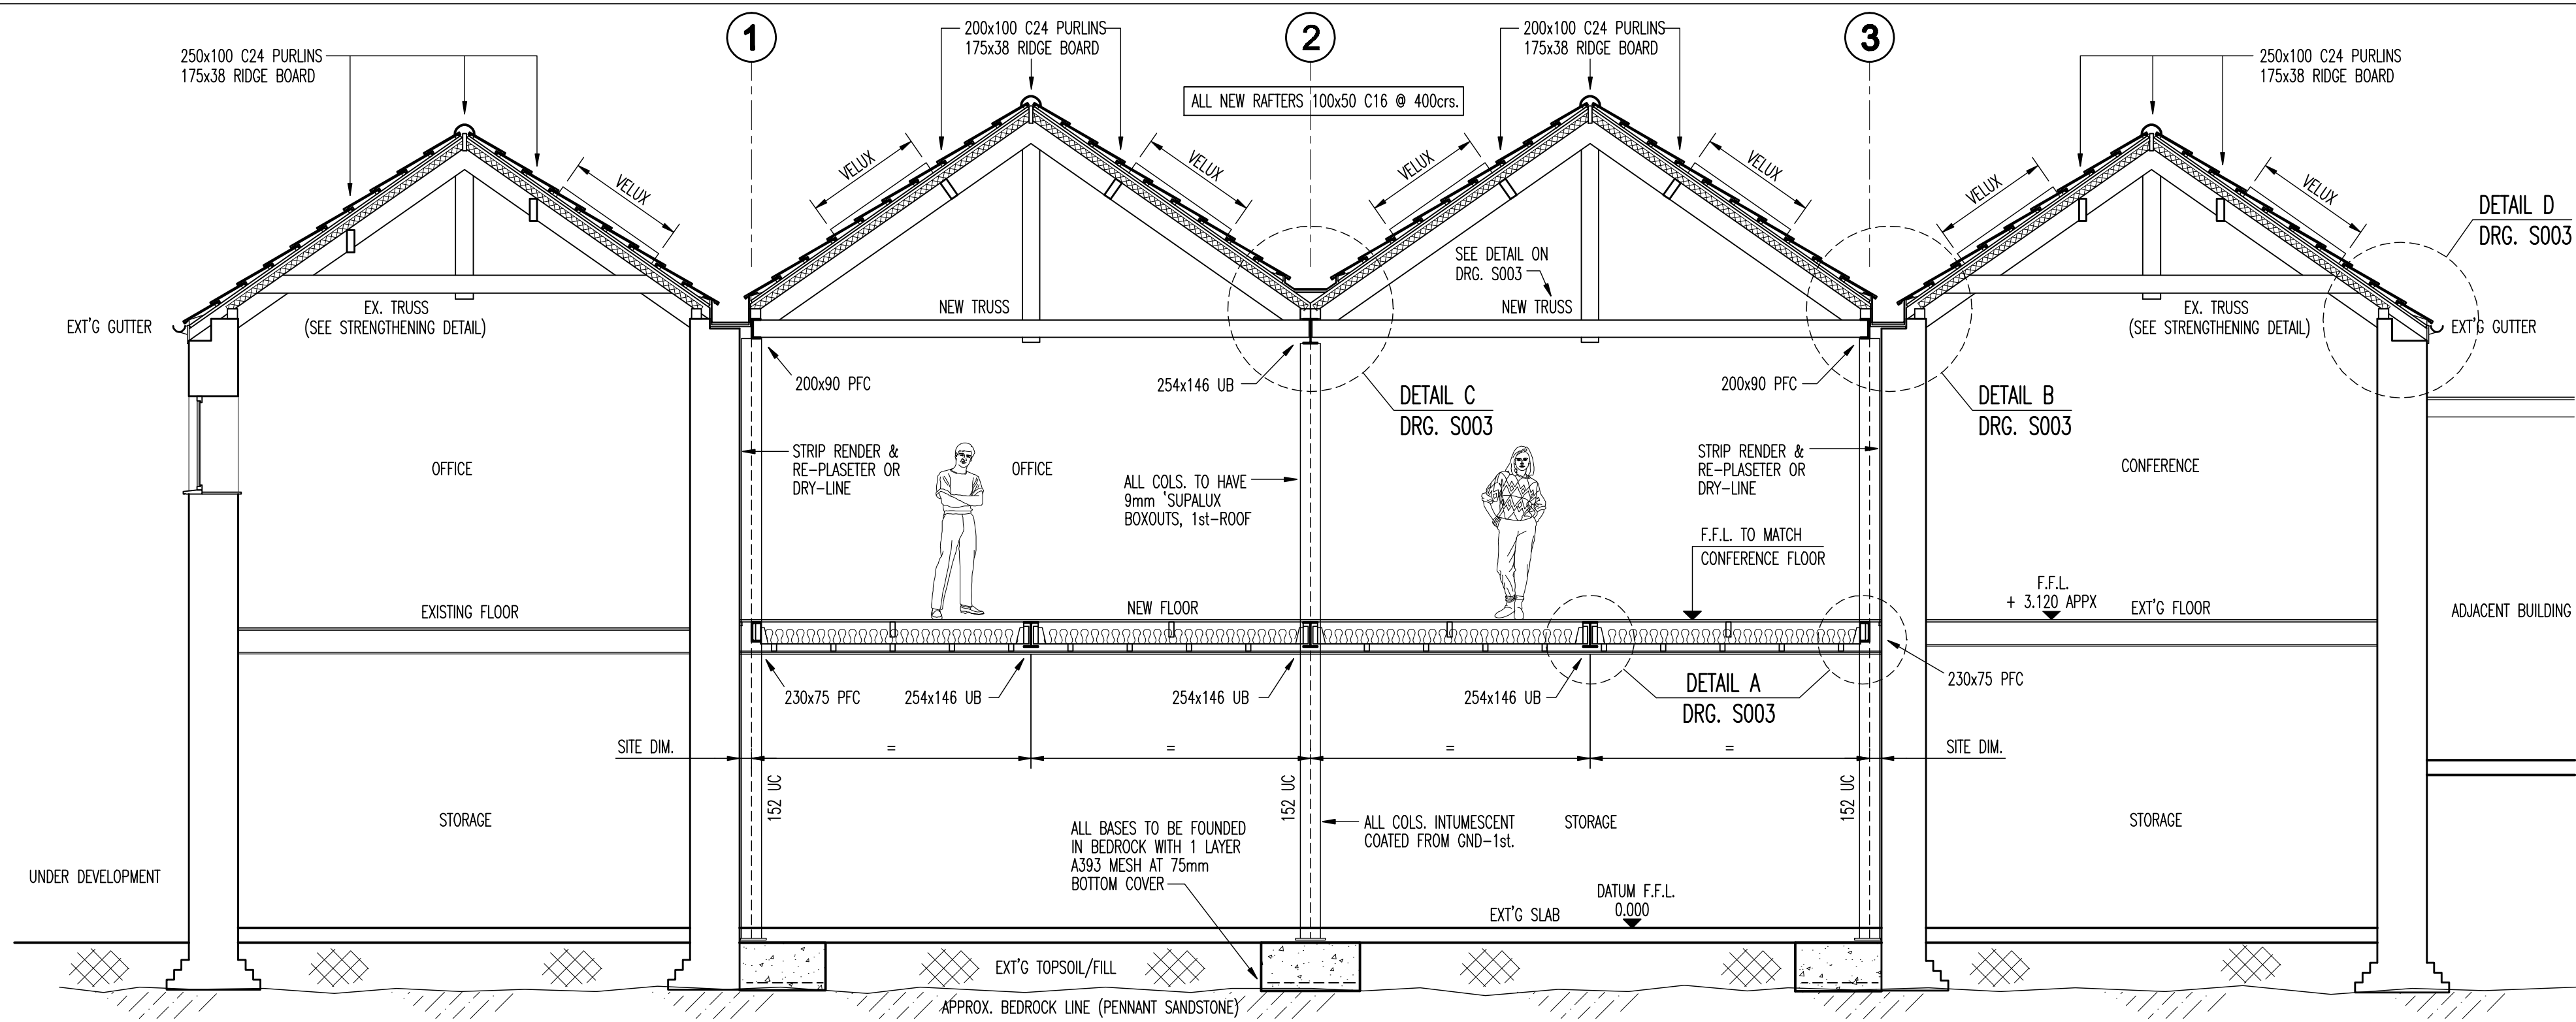 1
2
3
250x100 C24 PURLINS
175x38 RIDGE BOARD
200x100 C24 PURLINS
175x38 RIDGE BOARD
200x100 C24 PURLINS
175x38 RIDGE BOARD
250x100 C24 PURLINS
175x38 RIDGE BOARD
ALL NEW RAFTERS 100x50 C16 @ 400crs.
VELUX
VELUX
VELUX
VELUX
VELUX
VELUX
VELUX
DETAIL D
DRG. S003
EXT'G GUTTER
EX. TRUSS
(SEE STRENGTHENING DETAIL)
NEW TRUSS
SEE DETAIL ON
DRG. S003
NEW TRUSS
EX. TRUSS
(SEE STRENGTHENING DETAIL)
EXT'G GUTTER
200x90 PFC
254x146 UB
DETAIL C
DRG. S003
200x90 PFC
DETAIL B
DRG. S003
OFFICE
STRIP RENDER &
RE-PLASETER OR
DRY-LINE
OFFICE
ALL COLS. TO HAVE
9mm 'SUPALUX
BOXOUTS, 1st-ROOF
STRIP RENDER &
RE-PLASETER OR
DRY-LINE
CONFERENCE
F.F.L. TO MATCH
CONFERENCE FLOOR
EXISTING FLOOR
NEW FLOOR
F.F.L.
+ 3.120 APPX
EXT'G FLOOR
ADJACENT BUILDING
230x75 PFC
254x146 UB
254x146 UB
254x146 UB
DETAIL A
DRG. S003
230x75 PFC
SITE DIM.
=
=
=
=
SITE DIM.
152 UC
152 UC
152 UC
STORAGE
ALL BASES TO BE FOUNDED
IN BEDROCK WITH 1 LAYER
A393 MESH AT 75mm
BOTTOM COVER
ALL COLS. INTUMESCENT
COATED FROM GND-1st.
STORAGE
STORAGE
UNDER DEVELOPMENT
DATUM F.F.L.
0.000
EXT'G SLAB
EXT'G TOPSOIL/FILL
APPROX. BEDROCK LINE (PENNANT SANDSTONE)